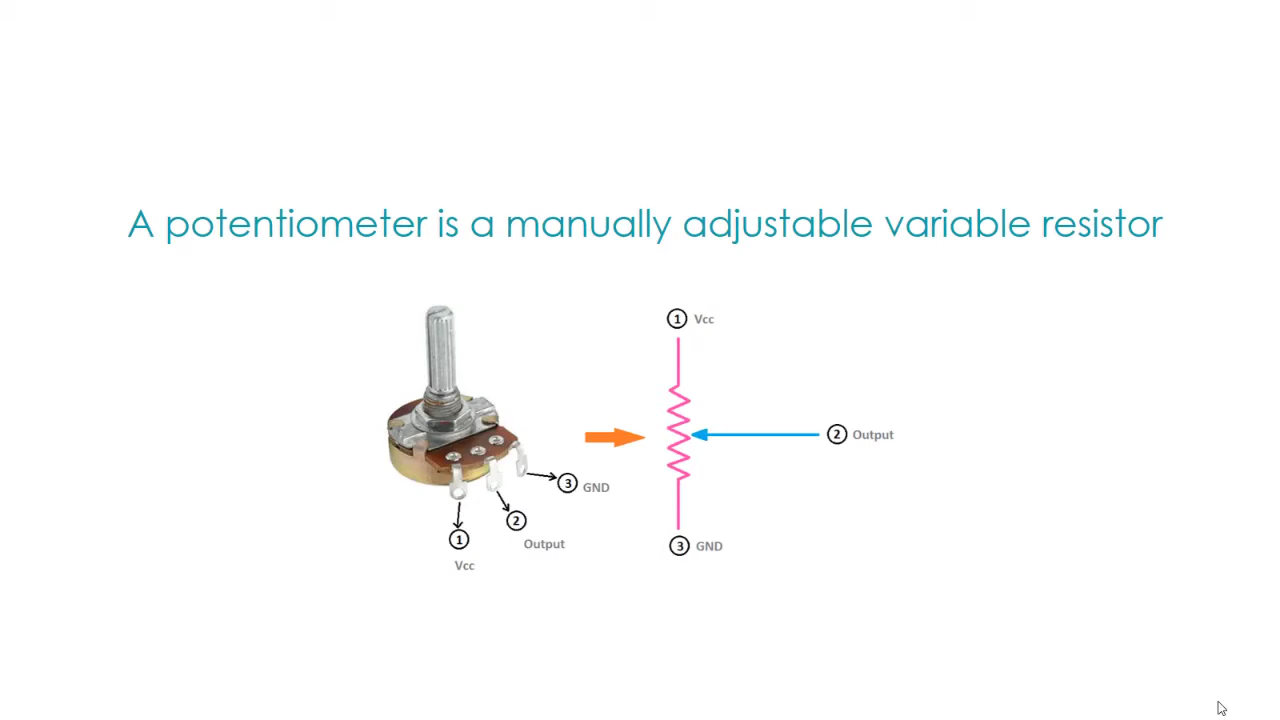 A potentiometer is a manually adjustable variable resistor
1 Vcc
2 Output
3 GND
1
Vcc
2
Output
3 GND